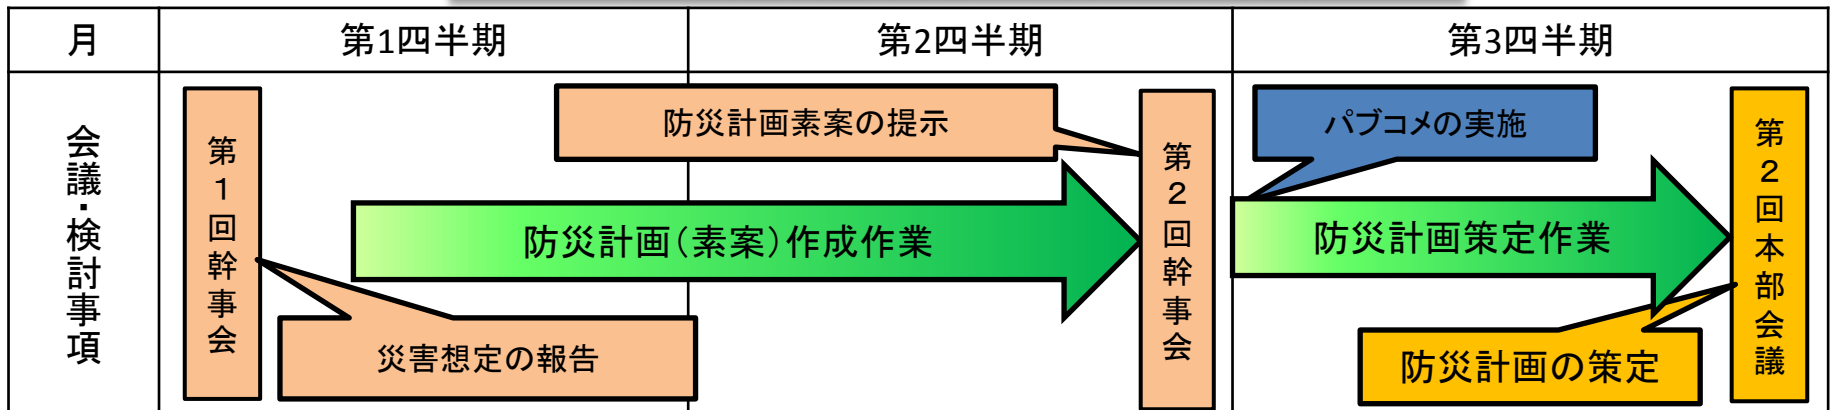 月
第1四半期
第2四半期
第3四半期
会議・検討事項
第1回幹事会
防災計画素案の提示
防災計画(素案)作成作業
災害想定の報告
第2回幹事会
パブコメの実施
防災計画策定作業
防災計画の策定
第2回本部会議